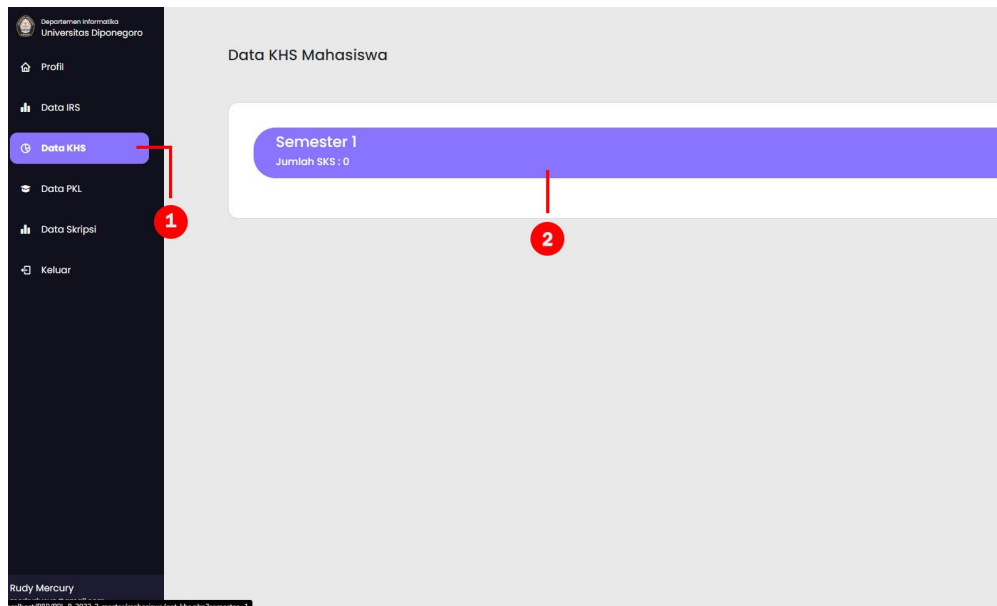 Departemen Informatika
Universitas Diponegoro
Profil
Data IRS
Data KHS
Data PKL
Data Skripsi
Keluar
1
Data KHS Mahasiswa
Semester 1
Jumlah SKS : 0
2
Rudy Mercury